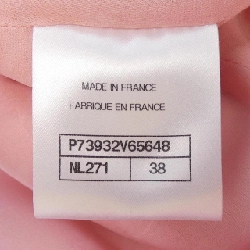 MADE IN FRANCE
FABRIQUE EN FRANCE
P73932V65648
NL271 38